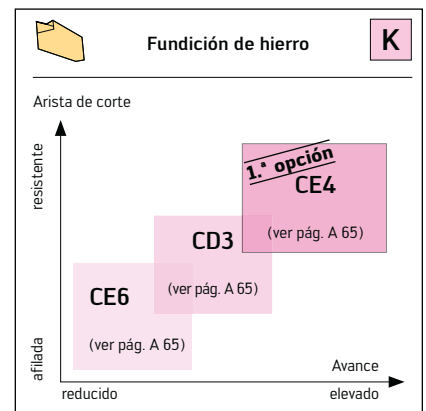 Fundición de hierro
K
Arista de corte
resistente
1.ª opción
CE4
(ver pág. A 65)
CD3
(ver pág. A 65)
CE6
(ver pág. A 65)
afilada
Avance
reducido
elevado